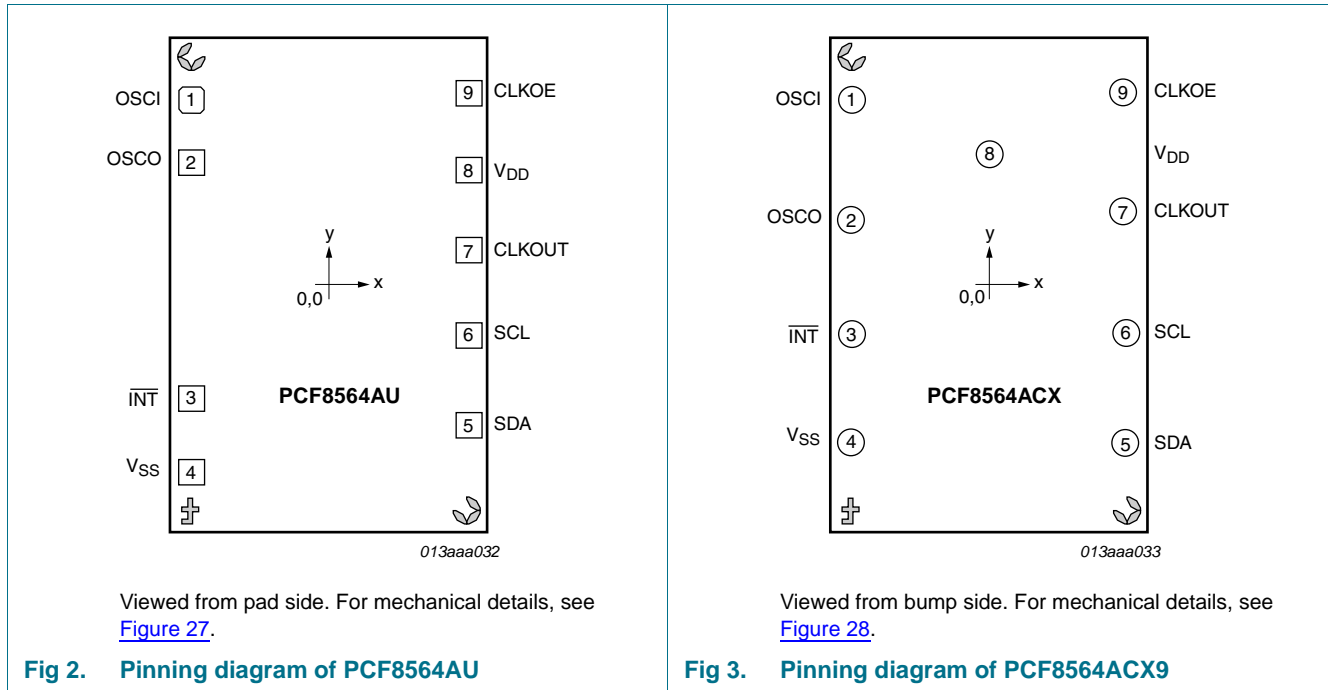 OSCI 1
9 CLKOE
OSCO 2
8 VDD
7 CLKOUT
y
x
0,0
6 SCL
INT 3
PCF8564AU
5 SDA
VSS 4
013aaa032
Viewed from pad side. For mechanical details, see
Figure 27.
Fig 2. Pinning diagram of PCF8564AU
OSCI 1
9 CLKOE
8 VDD
OSCO 2
7 CLKOUT
y
x
0,0
INT 3
6 SCL
PCF8564ACX
VSS 4
5 SDA
013aaa033
Viewed from bump side. For mechanical details, see
Figure 28.
Fig 3. Pinning diagram of PCF8564ACX9